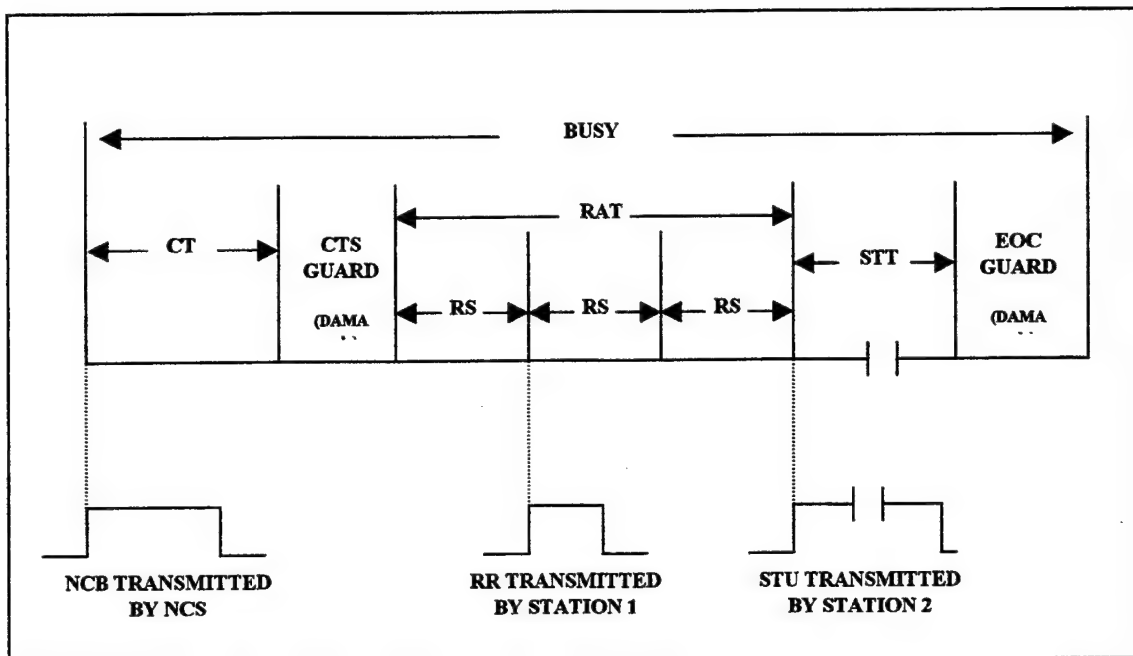 BUSY
RAT
CT
CTS
GUARD
(DAMA
STT
EOC
GUARD
(DAMA
RS
RS
RS
NCB TRANSMITTED
BY NCS
RR TRANSMITTED
BY STATION 1
STU TRANSMITTED
BY STATION 2